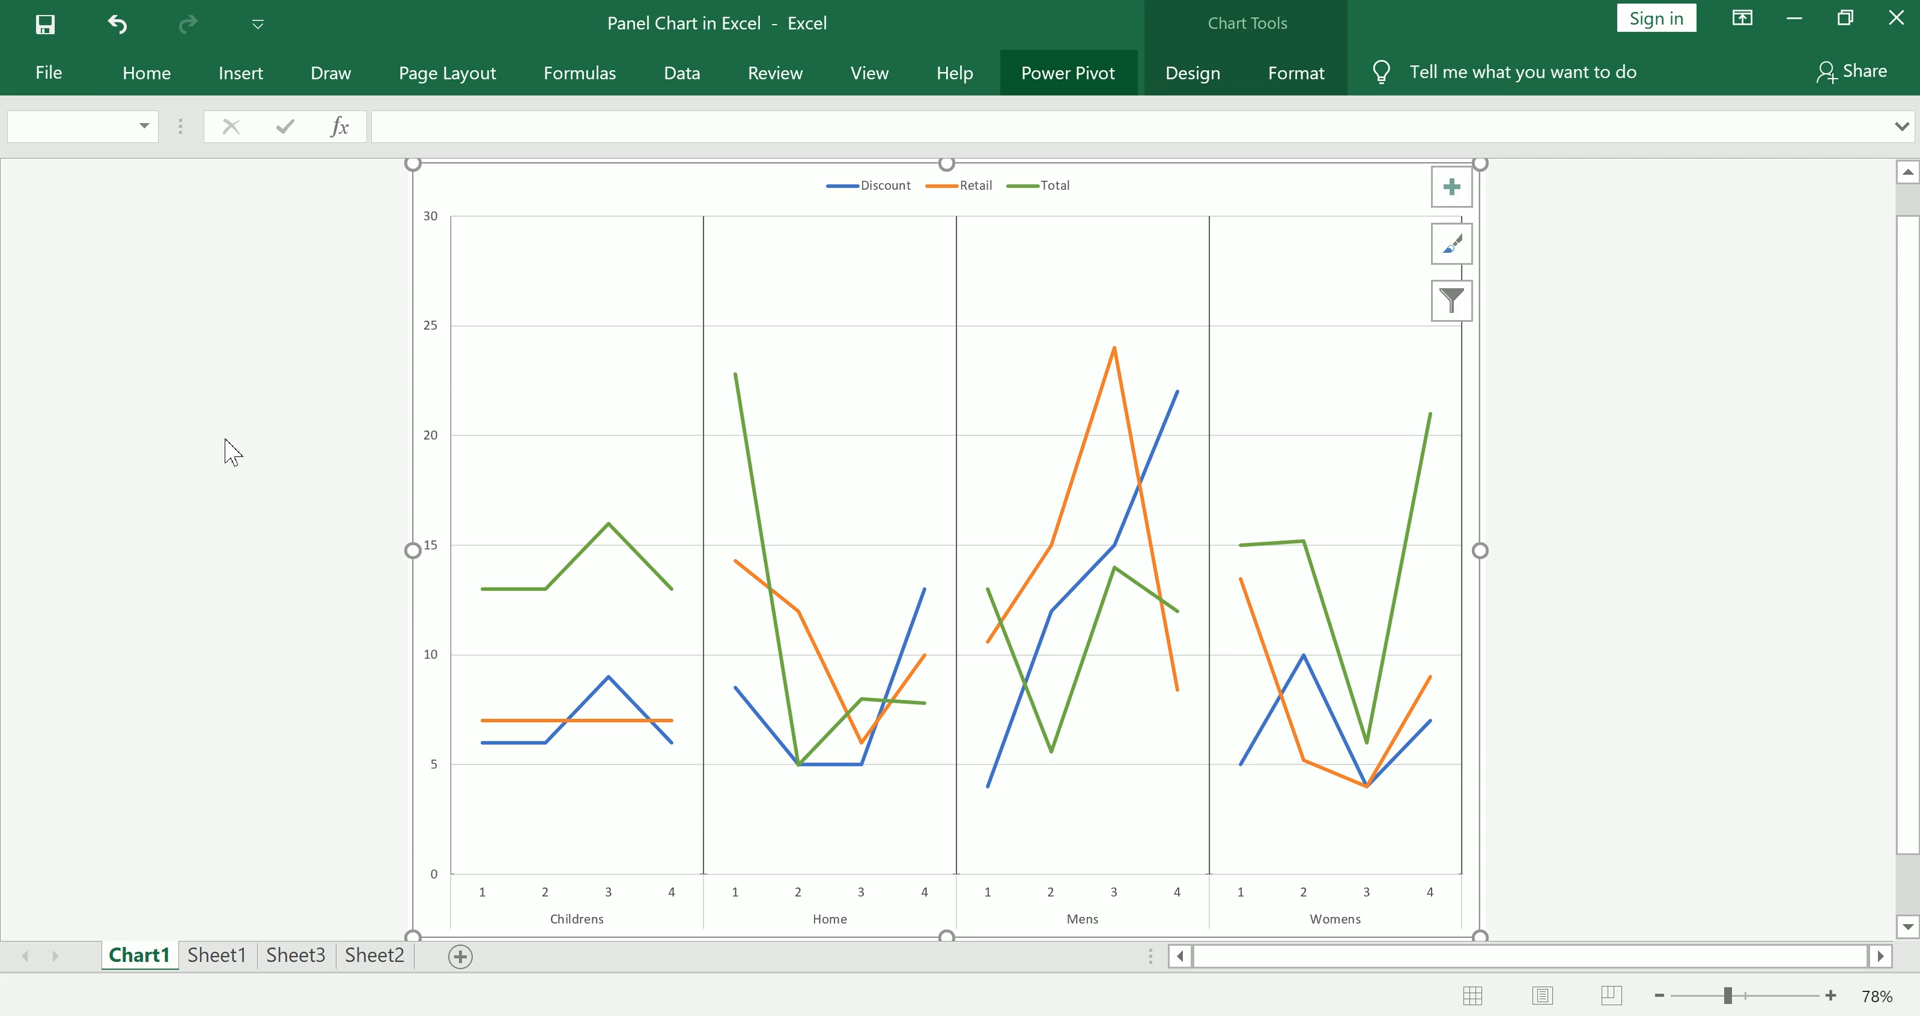 Panel Chart in Excel - Excel
Chart Tools
Sign in
File Home Insert Draw Page Layout Formulas Data Review View Help Power Pivot Design Format Tell me what you want to do Share
fx
Discount Retail Total
30
25
20
15
10
5
0
1 2 3 4 1 2 3 4 1 2 3 4 1 2 3 4
Childrens Home Mens Womens
Chart1 Sheet1 Sheet3 Sheet2
78%